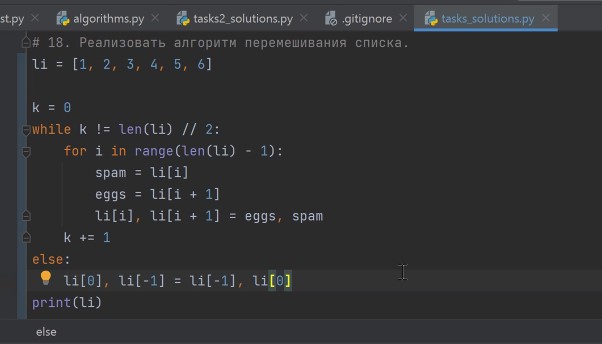 st.py algorithms.py tasks2_solutions.py .gitignore tasks_solutions.py
# 18. Реализовать алгоритм перемешивания списка.
li = [1, 2, 3, 4, 5, 6]
k = 0
while k != len(li) // 2:
    for i in range(len(li) - 1):
        spam = li[i]
        eggs = li[i + 1]
        li[i], li[i + 1] = eggs, spam
    k += 1
else:
    li[0], li[-1] = li[-1], li[0]
print(li)
else